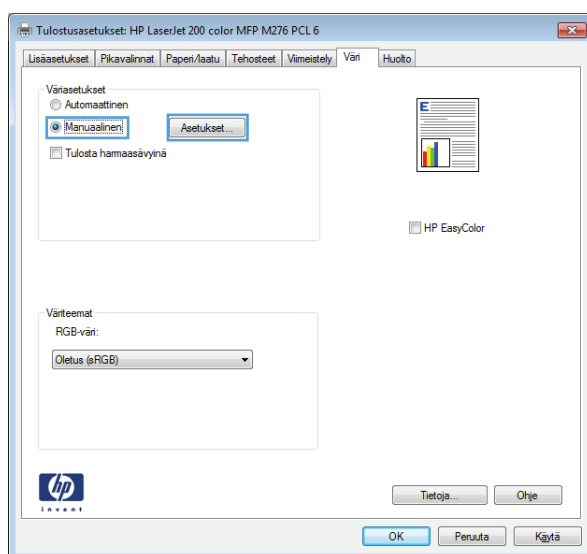 Tulostusasetukset: HP LaserJet 200 color MFP M276 PCL 6
Lisäasetukset Pikavalinnat Paperi/laatu Tehosteet Viimeistely Väri Huolto
Väriasetukset
Automaattinen
Manuaalinen Asetukset...
Tulosta harmaasävyinä
E
HP EasyColor
Väriteemat
RGB-väri:
Oletus (sRGB)
hp
invent
Tietoja... Ohje
OK Peruuta Käytä